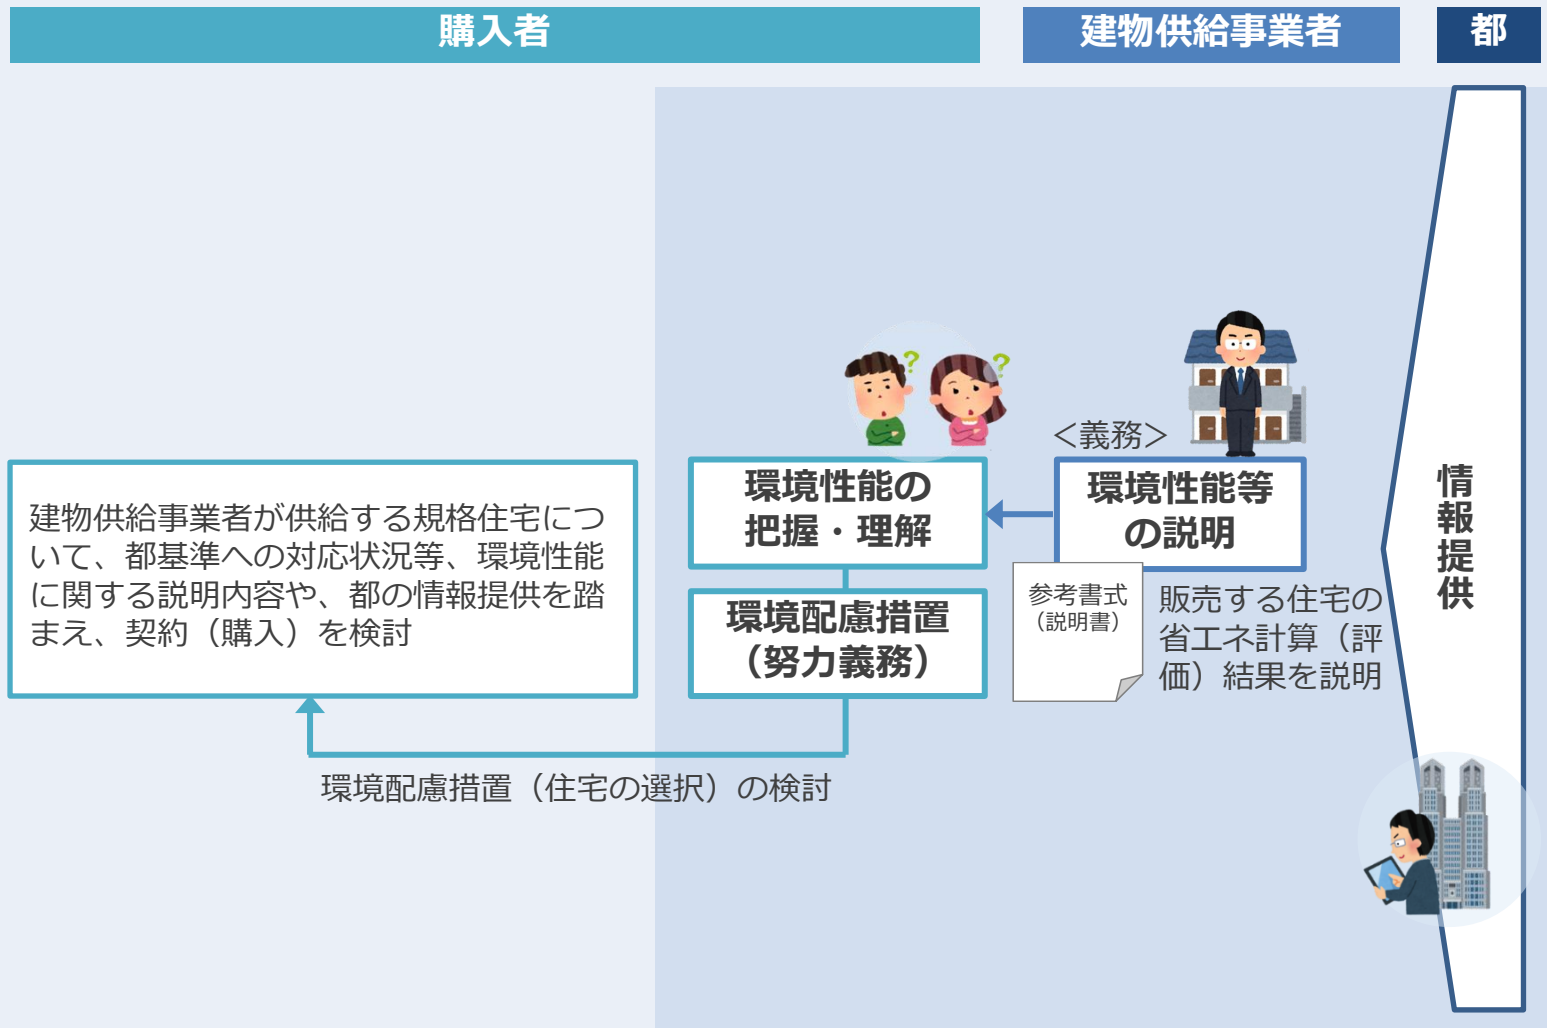 購入者
建物供給事業者
都
建物供給事業者が供給する規格住宅につ
いて、都基準への対応状況等、環境性能
に関する説明内容や、都の情報提供を踏
まえ、契約（購入）を検討
?
?
環境性能の
把握・理解
環境配慮措置
（努力義務）
環境配慮措置（住宅の選択）の検討
＜義務＞
環境性能等
の説明
参考書式
（説明書）
販売する住宅の
省エネ計算（評
価）結果を説明
情報提供